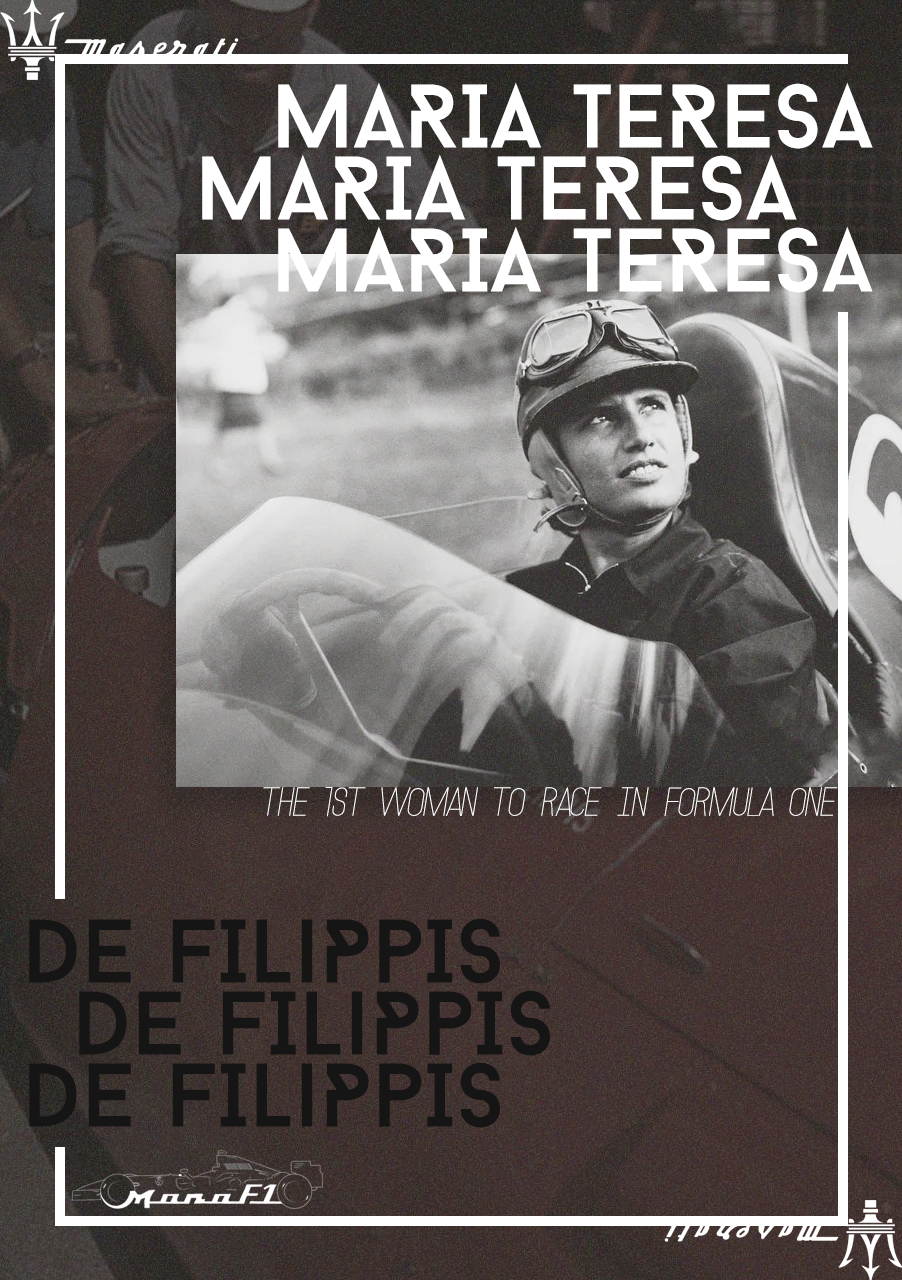 maserati
MARIA TERESA
MARIA TERESA
MARIA TERESA
THE 1ST WOMAN TO RACE IN FORMULA ONE
DE FILIPPIS
DE FILIPPIS
DE FILIPPIS
ManaF1
maserati